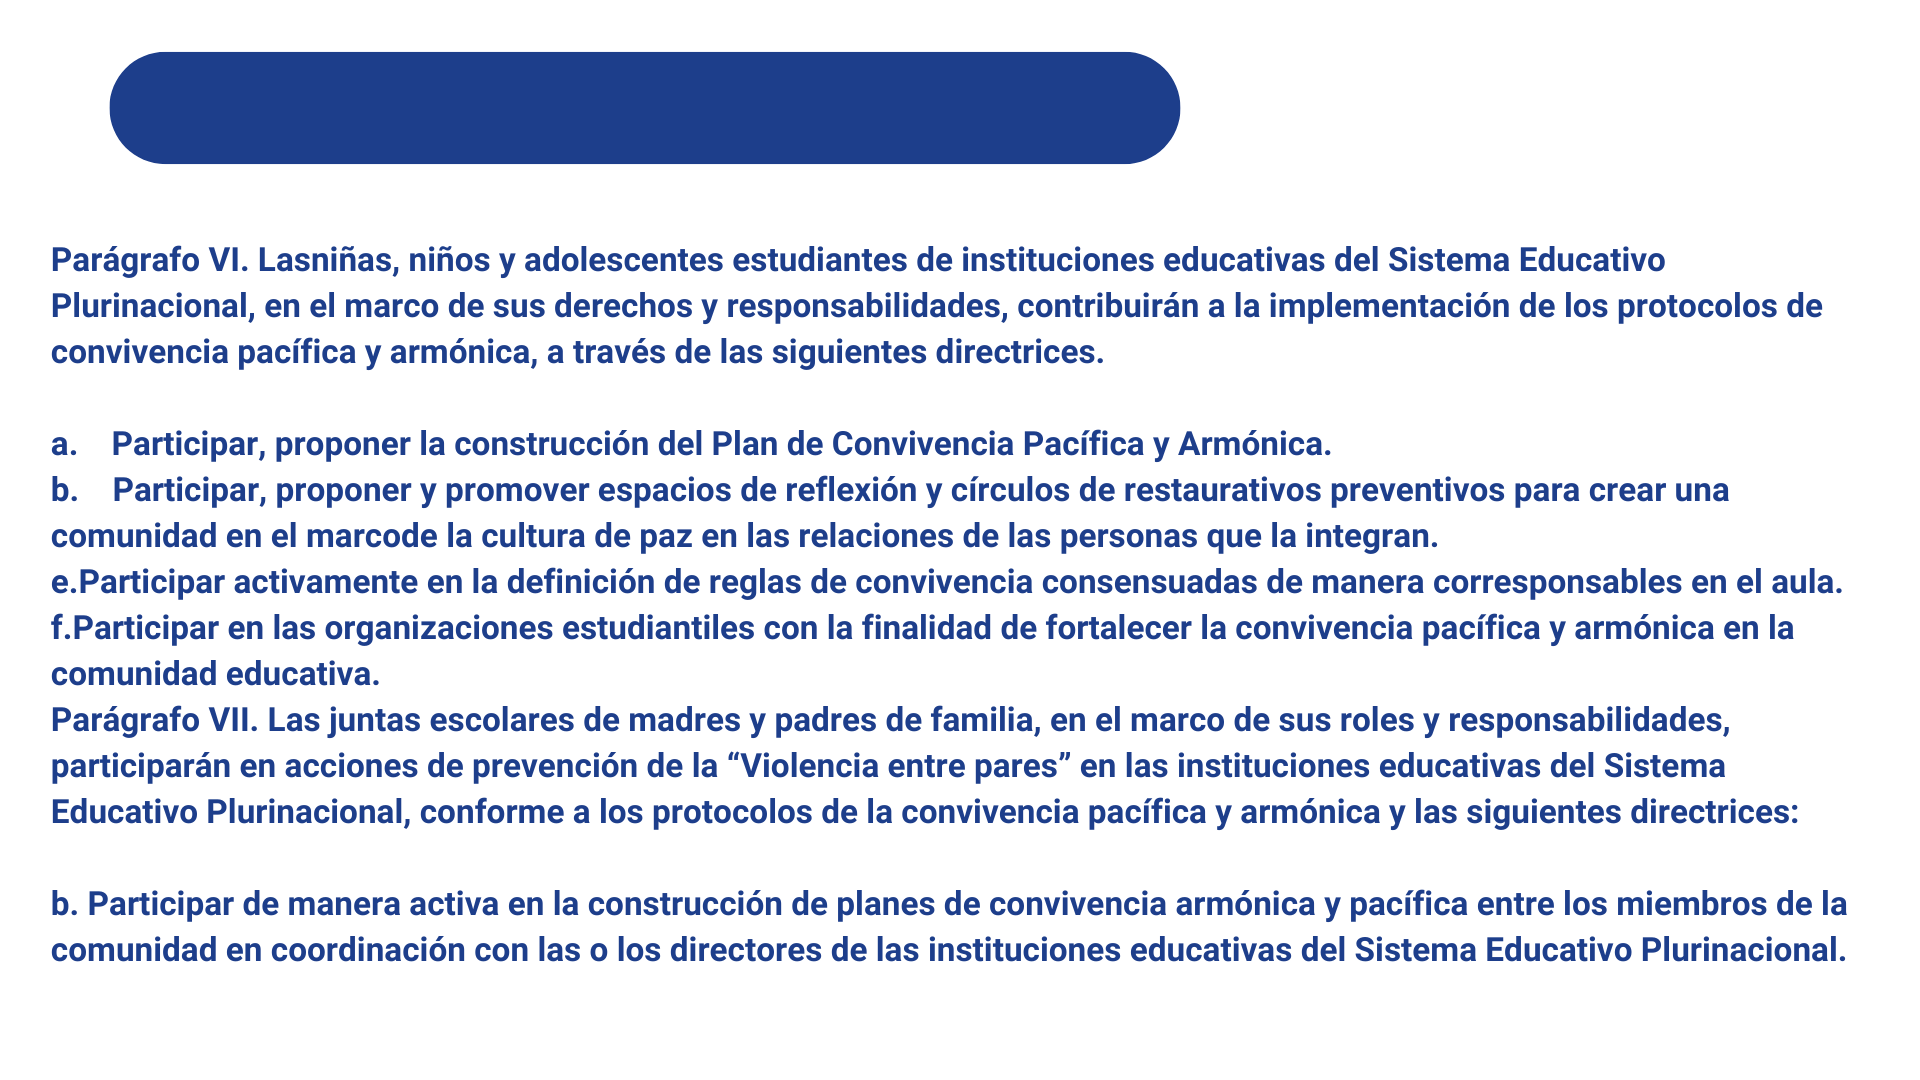 Parágrafo VI. Lasniñas, niños y adolescentes estudiantes de instituciones educativas del Sistema Educativo
Plurinacional, en el marco de sus derechos y responsabilidades, contribuirán a la implementación de los protocolos de
convivencia pacífica y armónica, a través de las siguientes directrices.
a. Participar, proponer la construcción del Plan de Convivencia Pacífica y Armónica.
b. Participar, proponer y promover espacios de reflexión y círculos de restaurativos preventivos para crear una
comunidad en el marcode la cultura de paz en las relaciones de las personas que la integran.
e.Participar activamente en la definición de reglas de convivencia consensuadas de manera corresponsables en el aula.
f.Participar en las organizaciones estudiantiles con la finalidad de fortalecer la convivencia pacífica y armónica en la
comunidad educativa.
Parágrafo VII. Las juntas escolares de madres y padres de familia, en el marco de sus roles y responsabilidades,
participarán en acciones de prevención de la “Violencia entre pares” en las instituciones educativas del Sistema
Educativo Plurinacional, conforme a los protocolos de la convivencia pacífica y armónica y las siguientes directrices:
b. Participar de manera activa en la construcción de planes de convivencia armónica y pacífica entre los miembros de la
comunidad en coordinación con las o los directores de las instituciones educativas del Sistema Educativo Plurinacional.